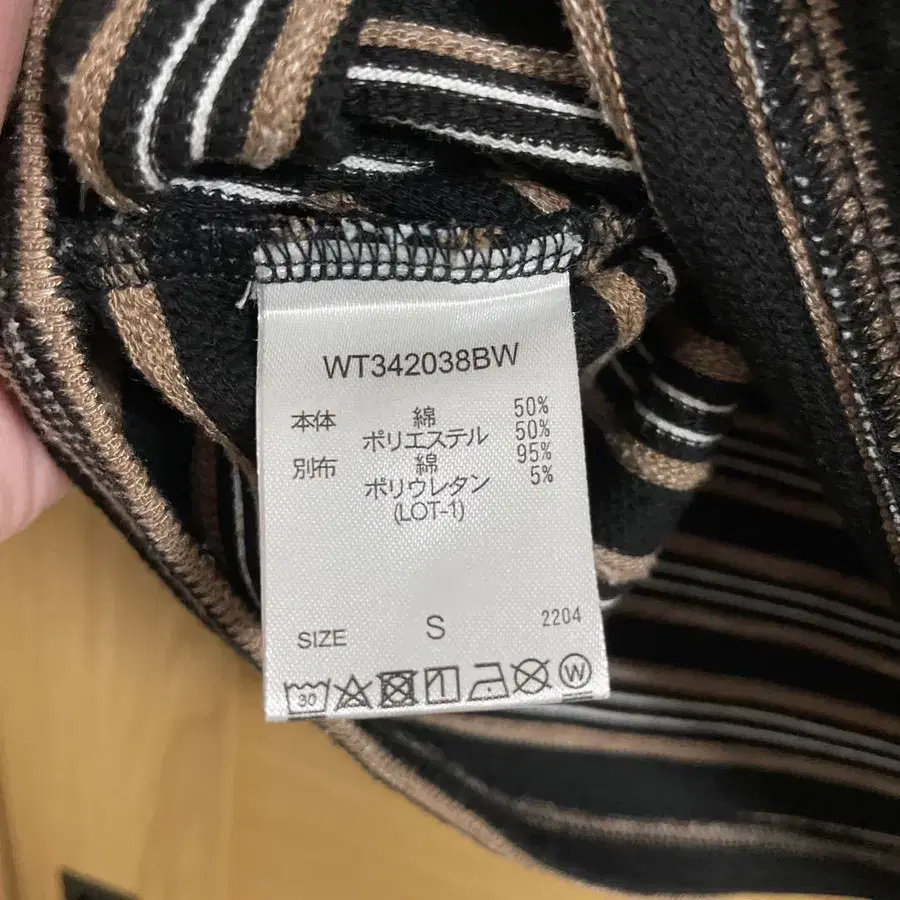 WT342038BW
本体 綿 50%
ポリエステル 50%
別布 綿 95%
ポリウレタン 5%
(LOT-1)
SIZE S 2204
30 W